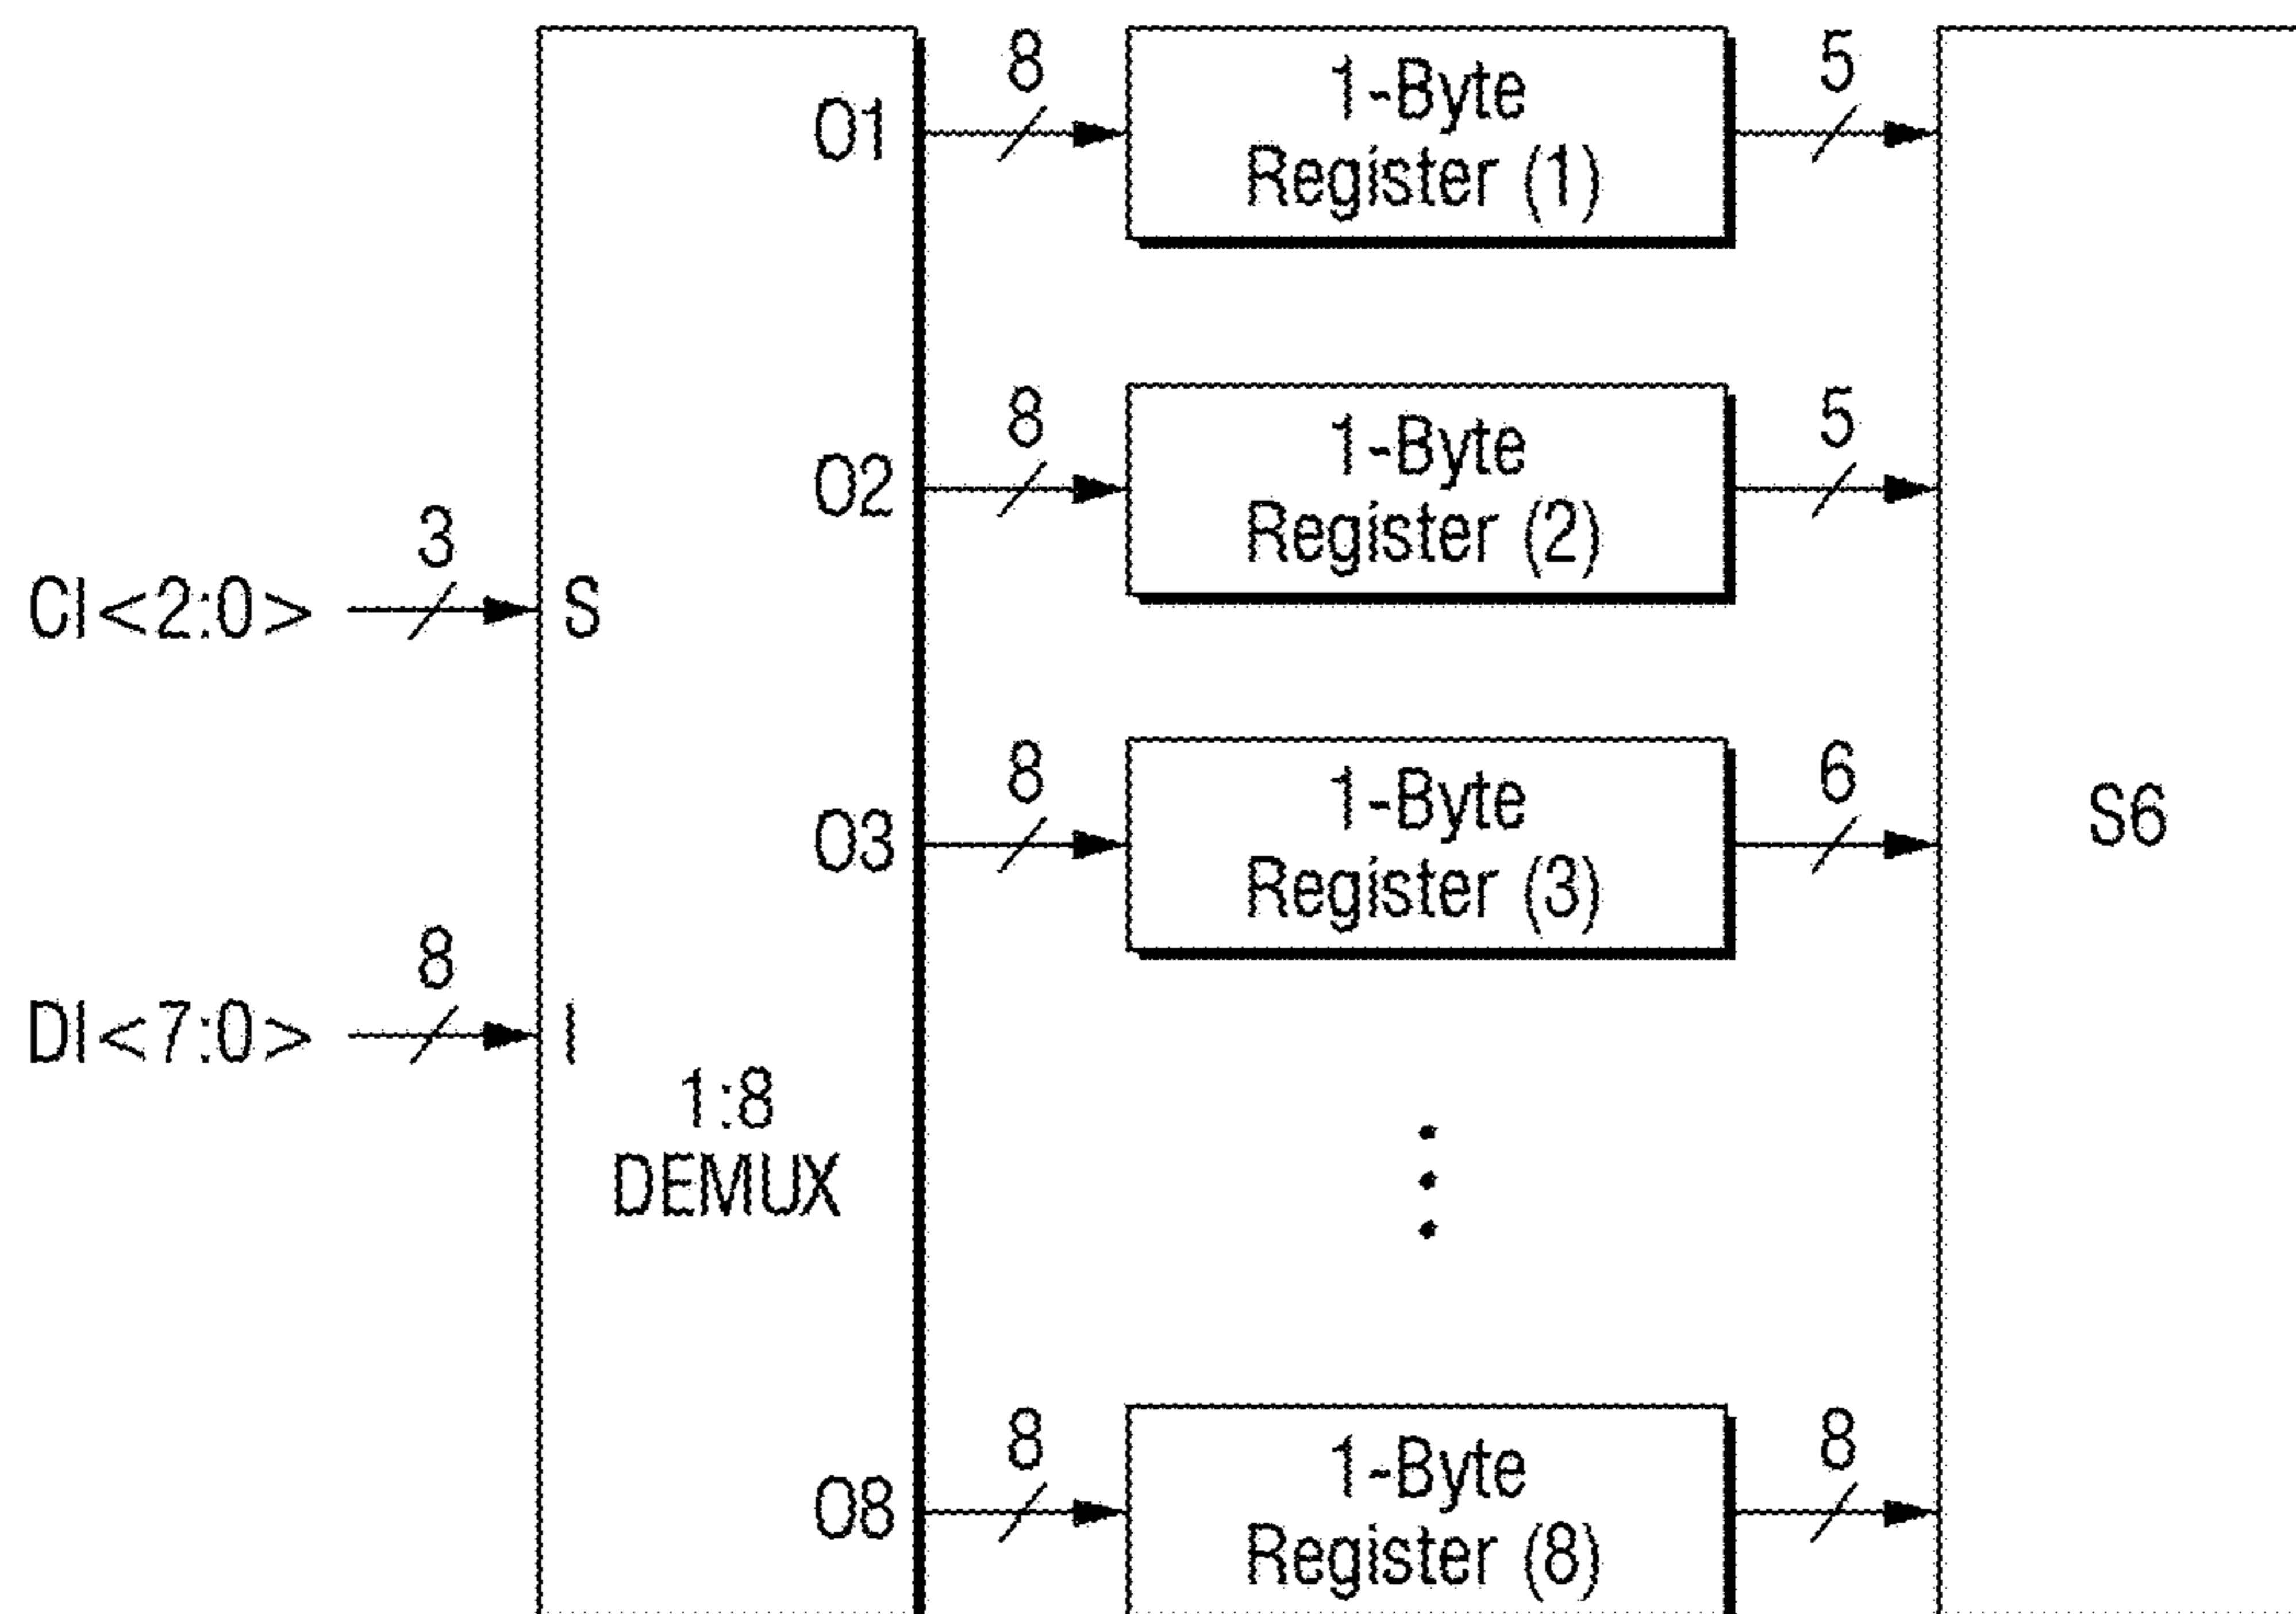 CI<2:0>
3
S
DI<7:0>
8
I
1:8
DEMUX
O1
8
1-Byte
Register (1)
5
O2
8
1-Byte
Register (2)
5
O3
8
1-Byte
Register (3)
6
O8
8
1-Byte
Register (8)
8
S6